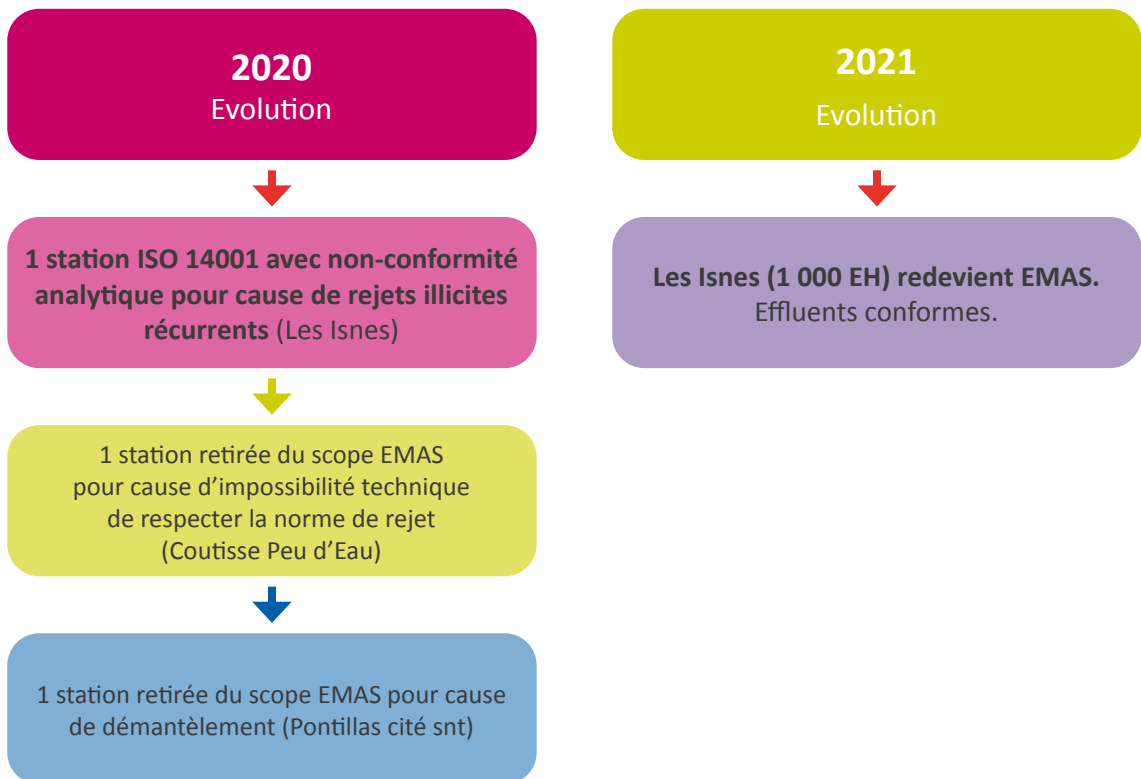 2020
Evolution
1 station ISO 14001 avec non-conformité
analytique pour cause de rejets illicites
récurrents (Les Isnes)
1 station retirée du scope EMAS
pour cause d’impossibilité technique
de respecter la norme de rejet
(Coutisse Peu d’Eau)
1 station retirée du scope EMAS pour cause
de démantèlement (Pontillas cité snt)
2021
Evolution
Les Isnes (1 000 EH) redevient EMAS.
Effluents conformes.